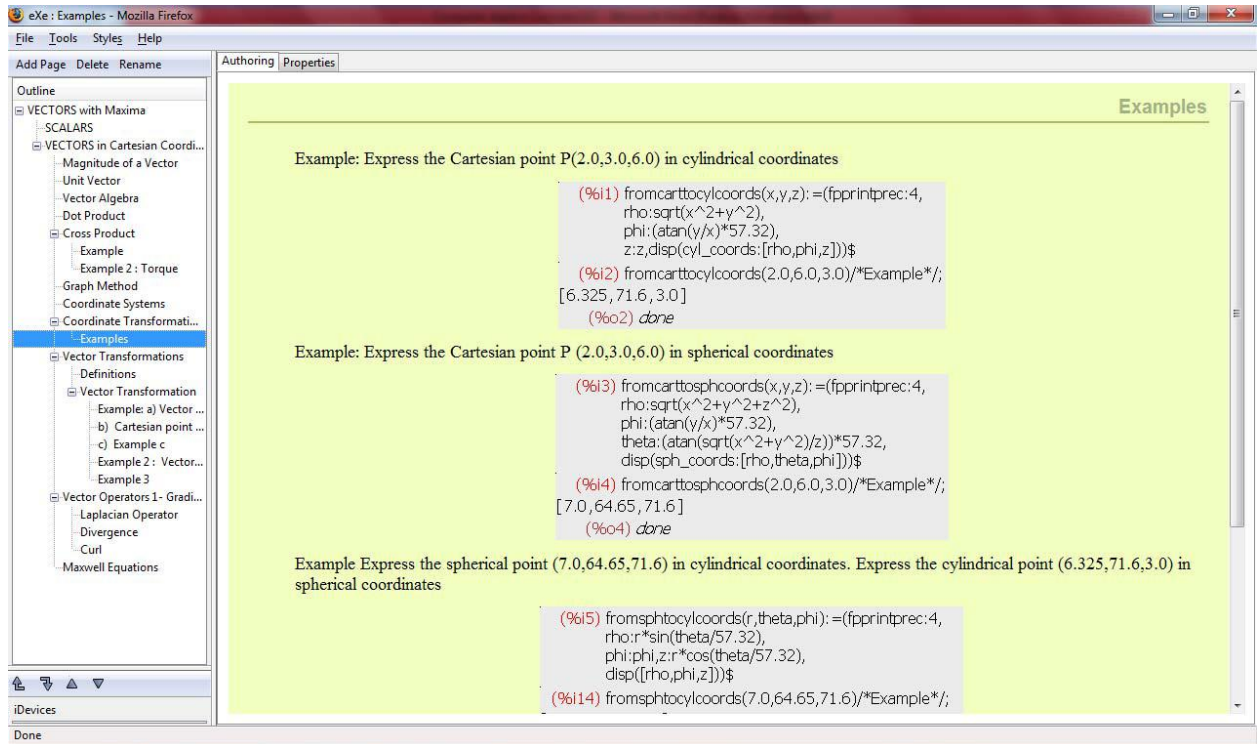 eXe : Examples - Mozilla Firefox
File Tools Styles Help
Add Page Delete Rename
Authoring Properties
Outline
VECTORS with Maxima
SCALARS
VECTORS in Cartesian Coordi...
Magnitude of a Vector
Unit Vector
Vector Algebra
Dot Product
Cross Product
Example
Example 2 : Torque
Graph Method
Coordinate Systems
Coordinate Transformati...
Examples
Vector Transformations
Definitions
Vector Transformation
Example: a) Vector ...
b) Cartesian point ...
c) Example c
Example 2 : Vector...
Example 3
Vector Operators 1- Gradi...
Laplacian Operator
Divergence
Curl
Maxwell Equations
iDevices
Done
Examples
Example: Express the Cartesian point P(2.0,3.0,6.0) in cylindrical coordinates
(%i1) fromcarttocylcoords(x,y,z):=(fpprintprec:4,
rho:sqrt(x^2+y^2),
phi:(atan(y/x)*57.32),
z:z,disp(cyl_coords:[rho,phi,z]))$
(%i2) fromcarttocylcoords(2.0,6.0,3.0)/*Example*/;
[6.325,71.6,3.0]
(%o2) done
Example: Express the Cartesian point P (2.0,3.0,6.0) in spherical coordinates
(%i3) fromcarttosphcoords(x,y,z):=(fpprintprec:4,
rho:sqrt(x^2+y^2+z^2),
phi:(atan(y/x)*57.32),
theta:(atan(sqrt(x^2+y^2)/z))*57.32,
disp(sph_coords:[rho,theta,phi]))$
(%i4) fromcarttosphcoords(2.0,6.0,3.0)/*Example*/;
[7.0,64.65,71.6]
(%o4) done
Example Express the spherical point (7.0,64.65,71.6) in cylindrical coordinates. Express the cylindrical point (6.325,71.6,3.0) in
spherical coordinates
(%i5) fromsphtocylcoords(r,theta,phi):=(fpprintprec:4,
rho:r*sin(theta/57.32),
phi:phi,z:r*cos(theta/57.32),
disp([rho,phi,z]))$
(%i14) fromsphtocylcoords(7.0,64.65,71.6)/*Example*/;